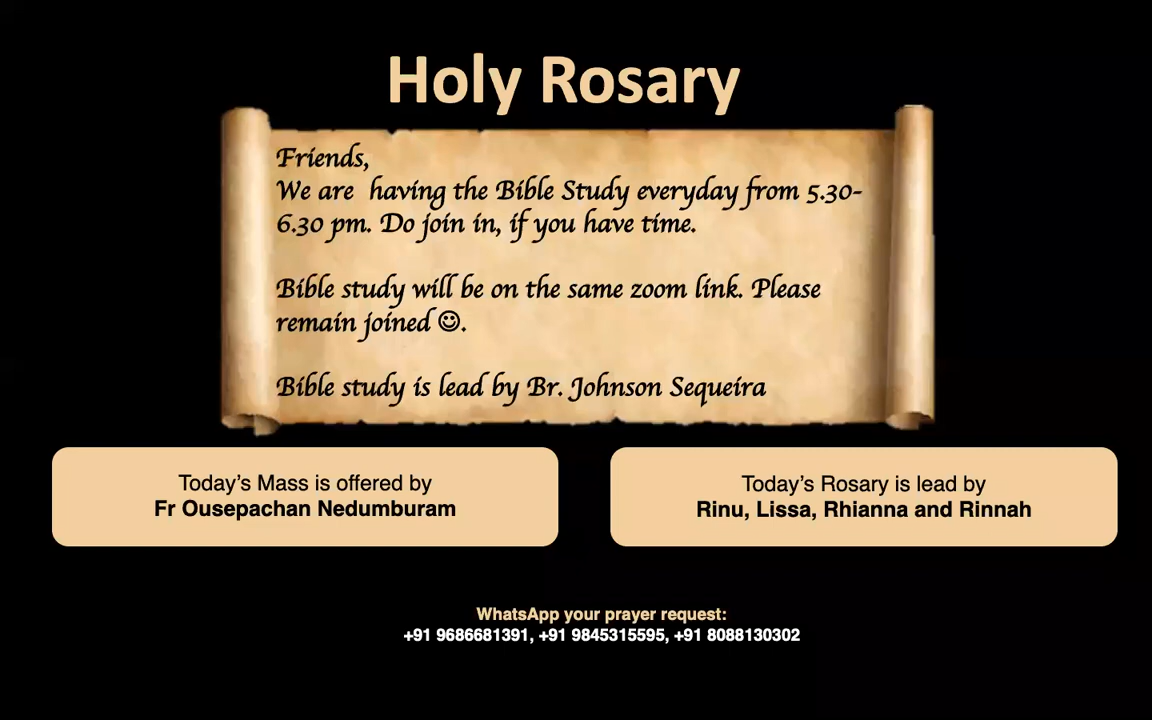 Holy Rosary
Friends,
We are having the Bible Study everyday from 5.30-
6.30 pm. Do join in, if you have time.
Bible study will be on the same zoom link. Please
remain joined ☺.
Bible study is lead by Br. Johnson Sequeira
Today’s Mass is offered by
Fr Ousepachan Nedumburam
Today’s Rosary is lead by
Rinu, Lissa, Rhianna and Rinnah
WhatsApp your prayer request:
+91 9686681391, +91 9845315595, +91 8088130302